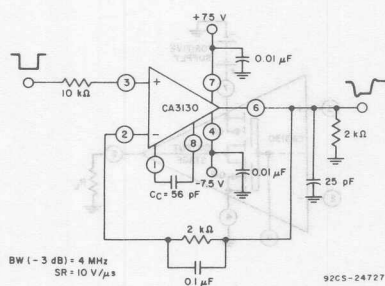 +7.5 V
0.01 µF
10 kΩ
3
7
CA3130
6
2
4
8
1
2 kΩ
0.01 µF
-7.5 V
25 pF
CC = 56 pF
2 kΩ
0.1 µF
BW (-3 dB) = 4 MHz
SR = 10 V/µs
92CS-24727